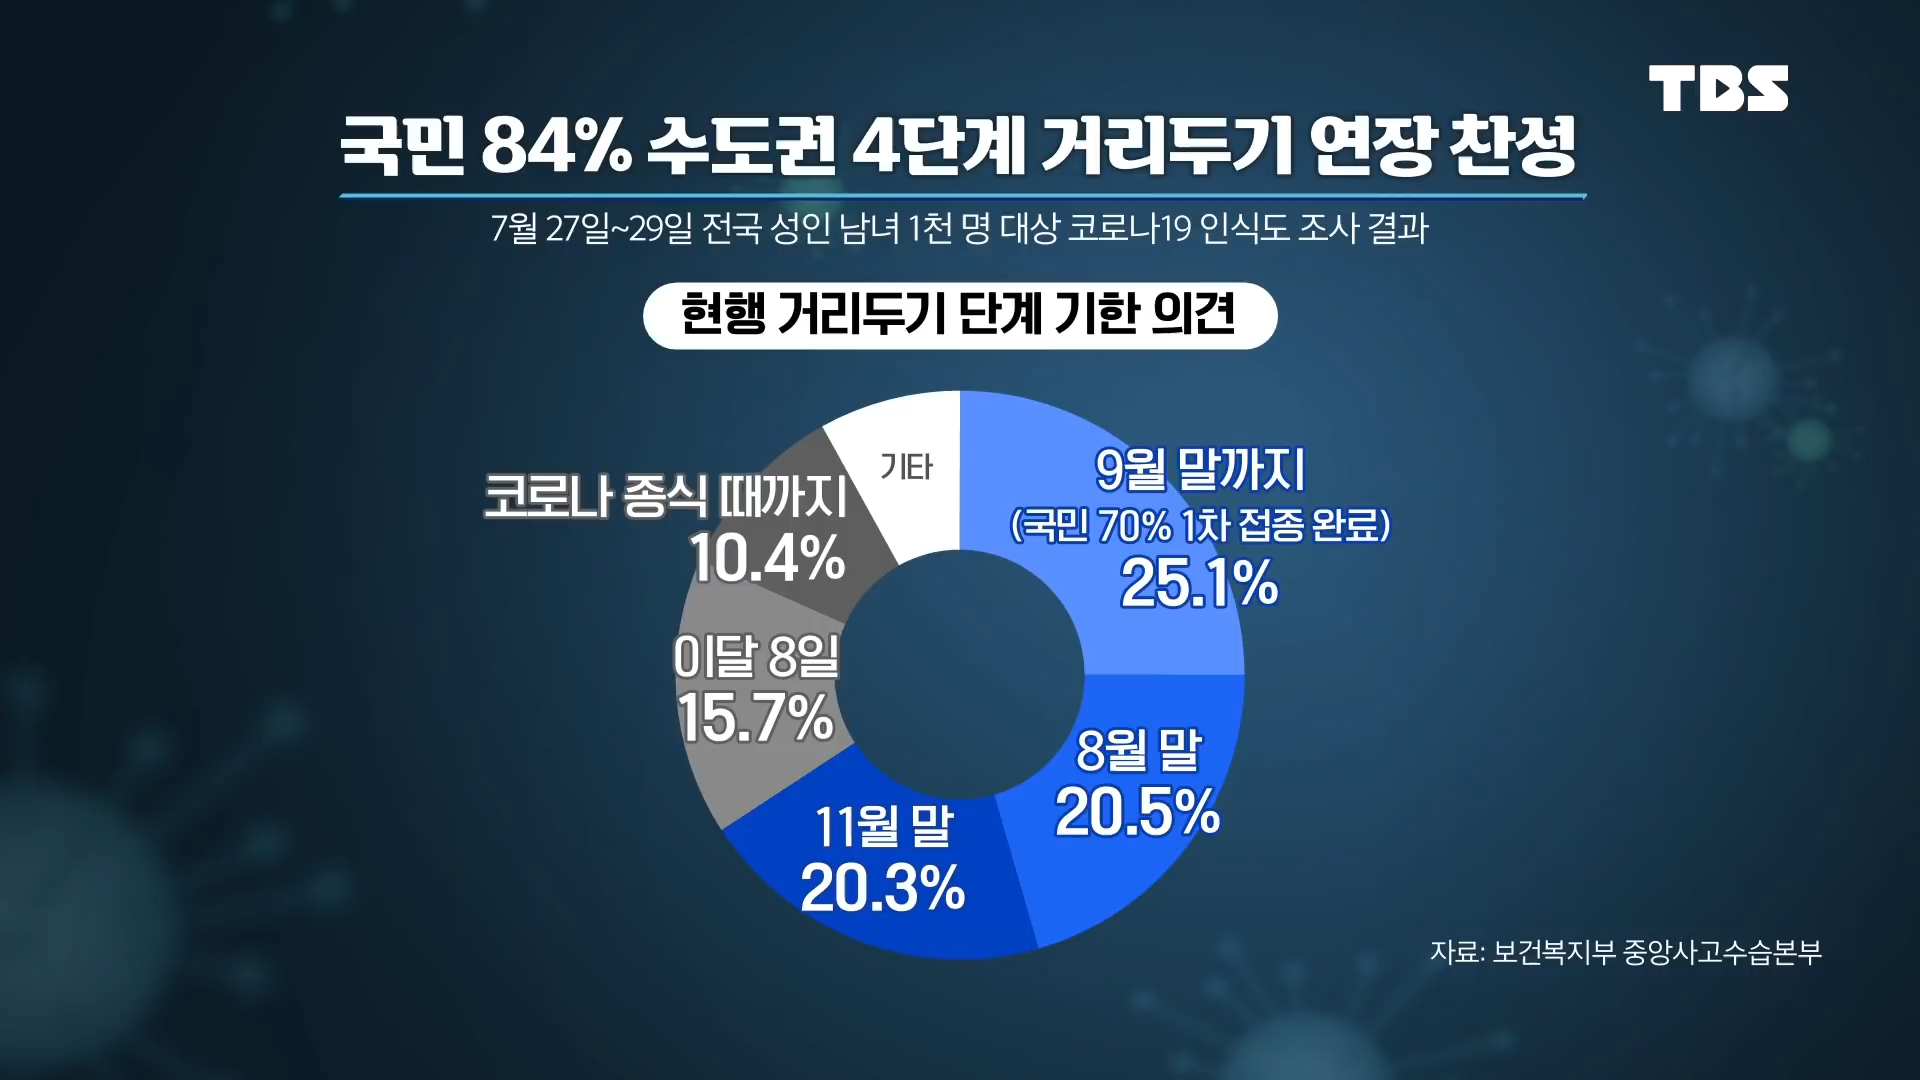 TBS
국민 84% 수도권 4단계 거리두기 연장 찬성
7월 27일~29일 전국 성인 남녀 1천 명 대상 코로나19 인식도 조사 결과
현행 거리두기 단계 기한 의견
기타
9월 말까지
(국민 70% 1차 접종 완료)
25.1%
코로나 종식 때까지
10.4%
이달 8일
15.7%
8월 말
20.5%
11월 말
20.3%
자료: 보건복지부 중앙사고수습본부